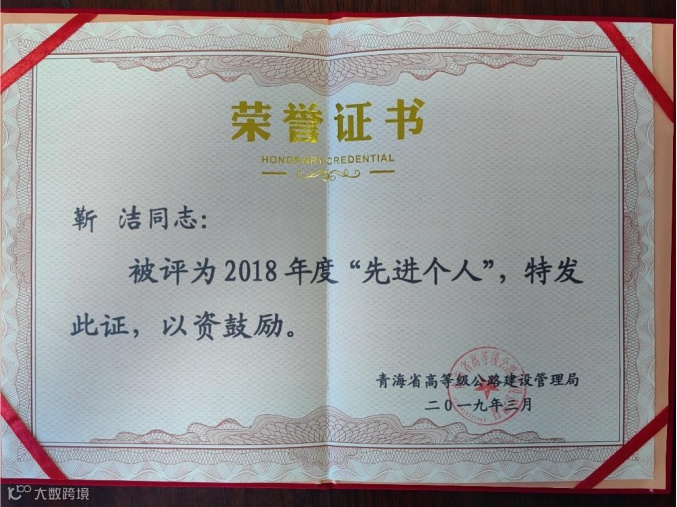 荣誉证书
HONORARY CREDENTIAL
靳 洁同志：
被评为2018年度“先进个人”，特发
此证，以资鼓励。
青海省高等级公路建设管理局
二〇一九年三月
大数跨境